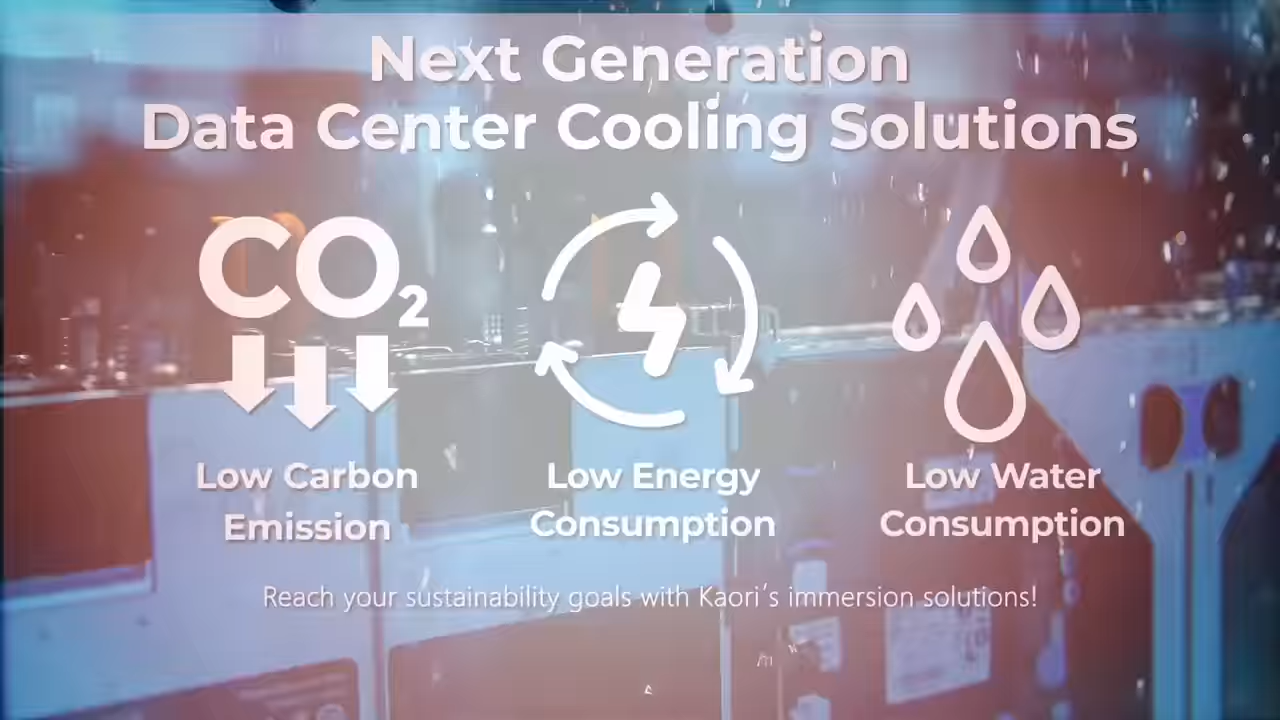 Next Generation
Data Center Cooling Solutions
CO₂
Low Carbon
Emission
Low Energy
Consumption
Low Water
Consumption
Reach your sustainability goals with Kaori's immersion solutions!